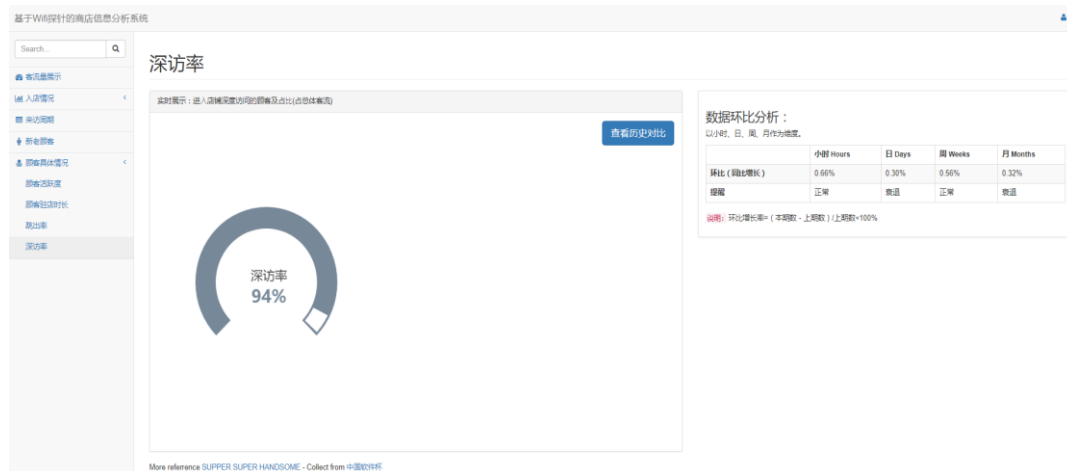 基于Wifi探针的商店信息分析系统
Search...
客流量展示
入店情况
来访周期
新老顾客
顾客具体情况
顾客活跃度
顾客驻店时长
跳出率
深访率
深访率
实时展示：进入店铺深度访问的顾客及占比(占总体客流)
查看历史对比
深访率
94%
数据环比分析：
以小时、日、周、月作为维度。
小时 Hours 日 Days 周 Weeks 月 Months
环比（同比增长） 0.66% 0.30% 0.56% 0.32%
提醒 正常 衰退 正常 衰退
说明：环比增长率=（本期数 - 上期数）/上期数×100%
More referrence SUPPER SUPER HANDSOME - Collect from 中国软件杯